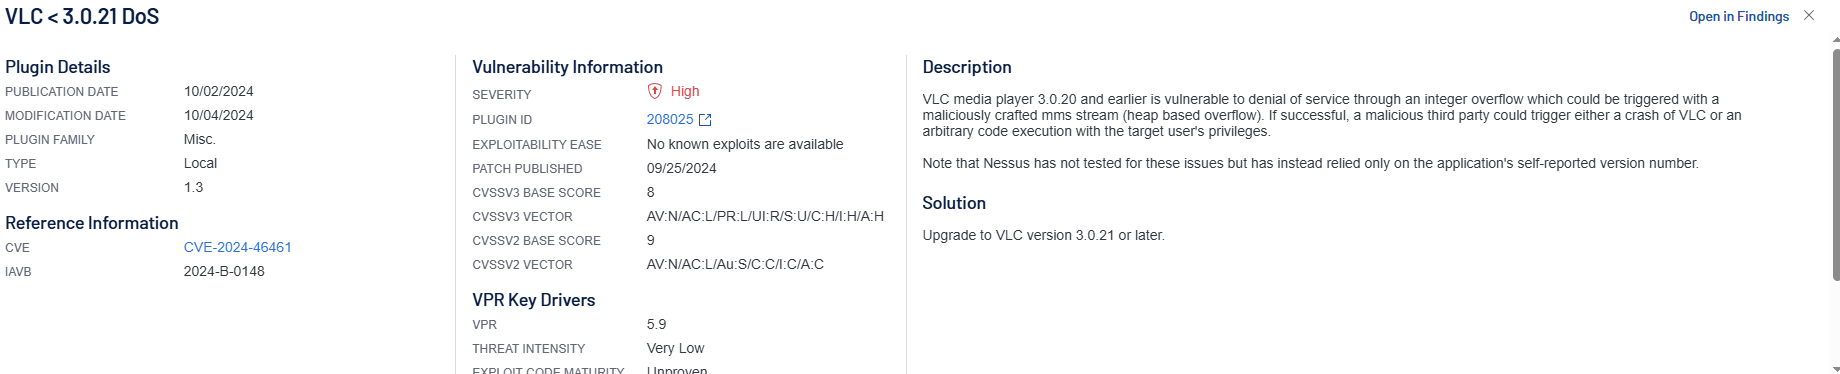 VLC < 3.0.21 DoS
Open in Findings
Plugin Details
PUBLICATION DATE 10/02/2024
MODIFICATION DATE 10/04/2024
PLUGIN FAMILY Misc.
TYPE Local
VERSION 1.3
Reference Information
CVE CVE-2024-46461
IAVB 2024-B-0148
Vulnerability Information
SEVERITY High
PLUGIN ID 208025
EXPLOITABILITY EASE No known exploits are available
PATCH PUBLISHED 09/25/2024
CVSSV3 BASE SCORE 8
CVSSV3 VECTOR AV:N/AC:L/PR:L/UI:R/S:U/C:H/I:H/A:H
CVSSV2 BASE SCORE 9
CVSSV2 VECTOR AV:N/AC:L/Au:S/C:C/I:C/A:C
VPR Key Drivers
VPR 5.9
THREAT INTENSITY Very Low
EXPLOIT CODE MATURITY Unproven
Description
VLC media player 3.0.20 and earlier is vulnerable to denial of service through an integer overflow which could be triggered with a
maliciously crafted mms stream (heap based overflow). If successful, a malicious third party could trigger either a crash of VLC or an
arbitrary code execution with the target user's privileges.
Note that Nessus has not tested for these issues but has instead relied only on the application's self-reported version number.
Solution
Upgrade to VLC version 3.0.21 or later.